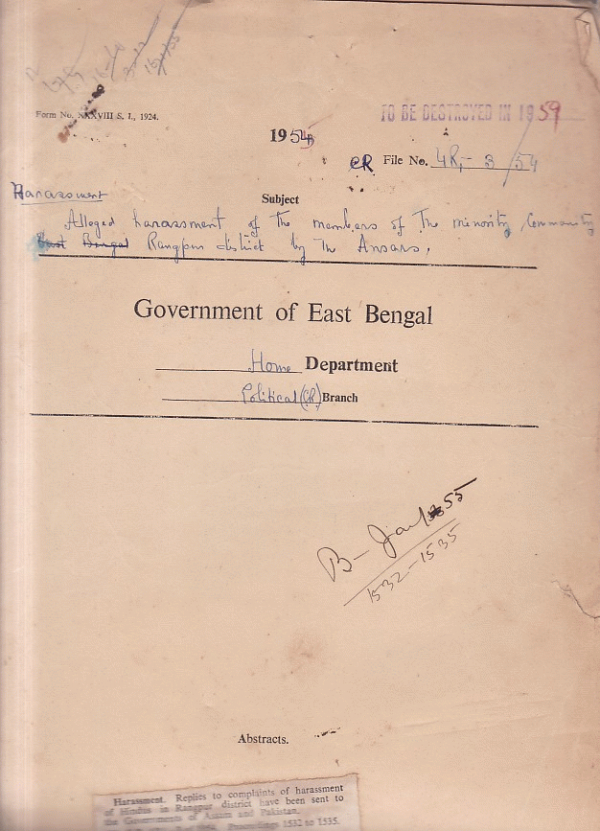 Form No. XXXVIII S. I., 1924.
TO BE DESTROYED IN 1959
1954
CR File No. 4R,- 3/54
Harassment
Subject
Alleged harassment of the members of the minority community
East Bengal Rangpur district by the Ansars.
Government of East Bengal
Home Department
Political (CR) Branch
B- Jan/55
1532-1535
Abstracts.
Harassment. Replies to complaints of harassment
of Hindus in Rangpur district have been sent to
the Governments of Assam and Pakistan.
Proceedings 1532 to 1535.